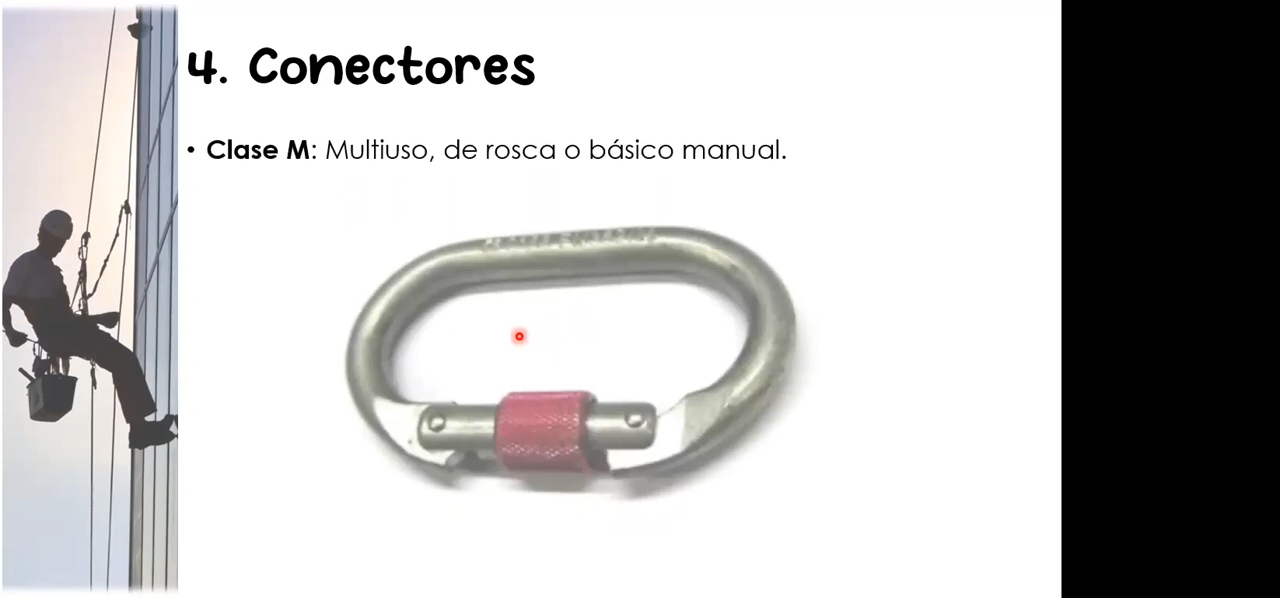 4. Conectores
• Clase M: Multiuso, de rosca o básico manual.